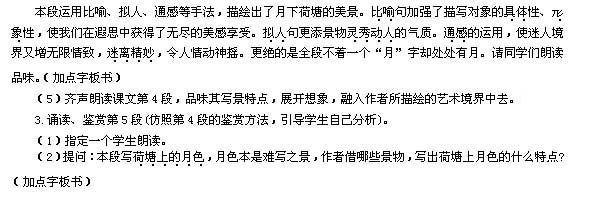 本段运用比喻、拟人、通感等手法，描绘出了月下荷塘的美景。比喻句加强了描写对象的具体性、形
象性，使我们在遐思中获得了无尽的美感享受。拟人句更添景物灵秀动人的气质。通感的运用，使迷人境
界又增无限情致，迷离精妙，令人情动神摇。更绝的是全段不着一个“月”字却处处有月。请同学们朗读
品味。（加点字板书）
（5）齐声朗读课文第4段，品味其写景特点，展开想象，融入作者所描绘的艺术境界中去。
3.诵读、鉴赏第5段(仿照第4段的鉴赏方法，引导学生自己分析)。
（1）指定一个学生朗读。
（2）提问：本段写荷塘上的月色，月色本是难写之景，作者借哪些景物，写出荷塘上月色的什么特点?
（加点字板书）